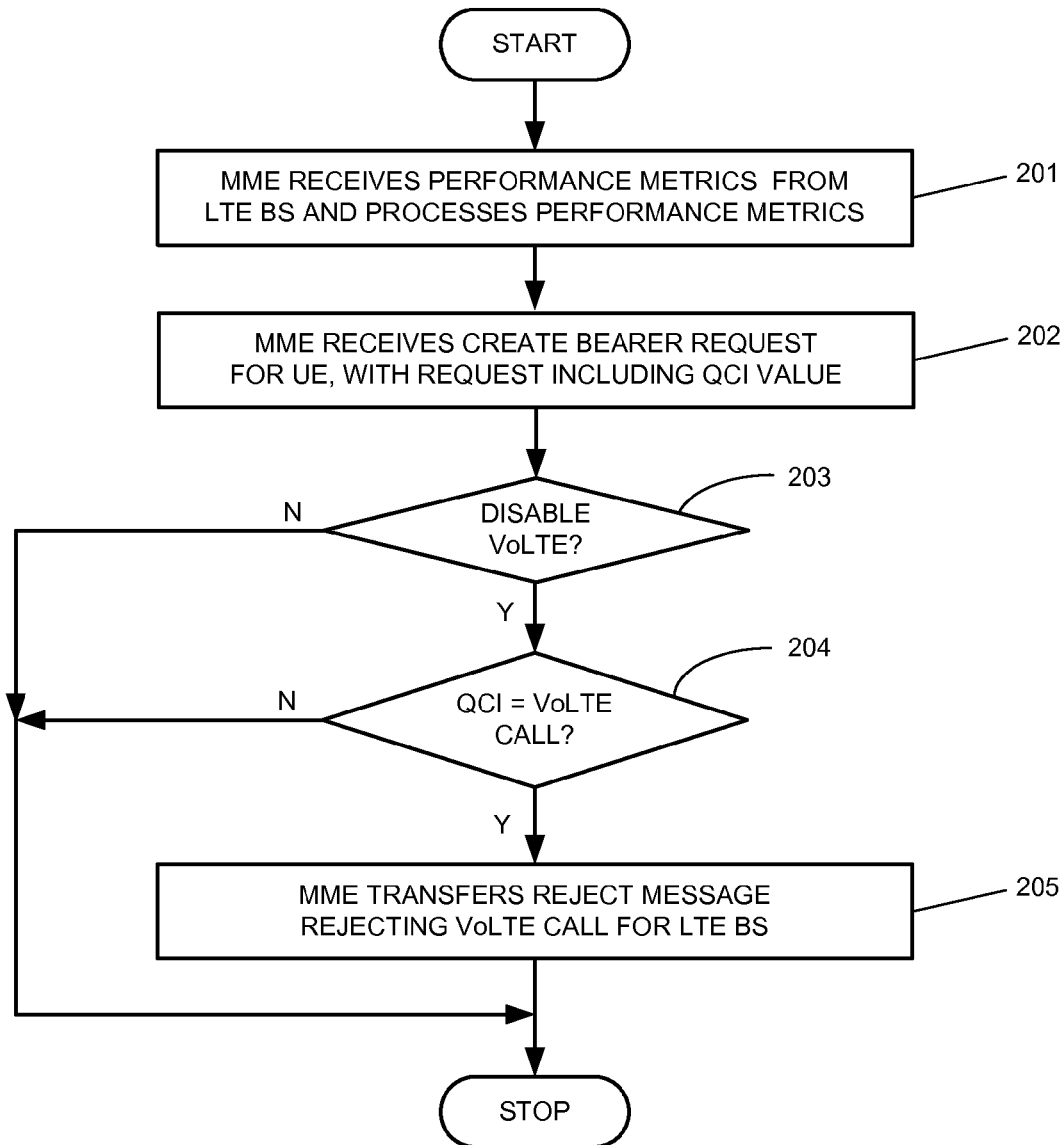 START
MME RECEIVES PERFORMANCE METRICS FROM
LTE BS AND PROCESSES PERFORMANCE METRICS
201
MME RECEIVES CREATE BEARER REQUEST
FOR UE, WITH REQUEST INCLUDING QCI VALUE
202
203
N
DISABLE
VoLTE?
Y
204
N
QCI = VoLTE
CALL?
Y
MME TRANSFERS REJECT MESSAGE
REJECTING VoLTE CALL FOR LTE BS
205
STOP